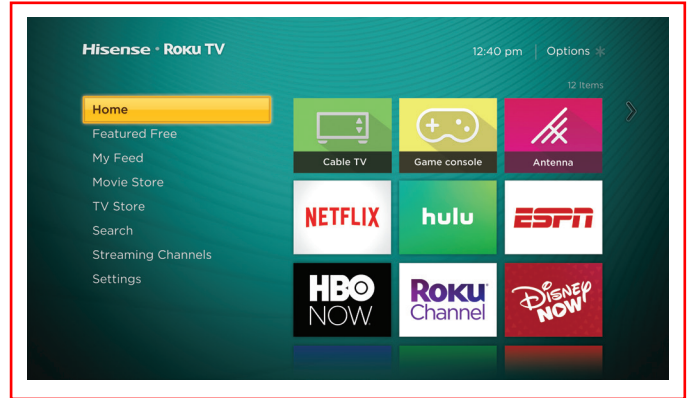 Hisense • Roku TV
12:40 pm | Options *
12 Items
Home
Featured Free
My Feed
Movie Store
TV Store
Search
Streaming Channels
Settings
Cable TV
Game console
Antenna
NETFLIX
hulu
ESPN
HBO
NOW
Roku
Channel
Disney
NOW